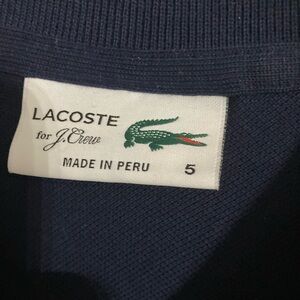 LACOSTE
for J.Crew
MADE IN PERU 5